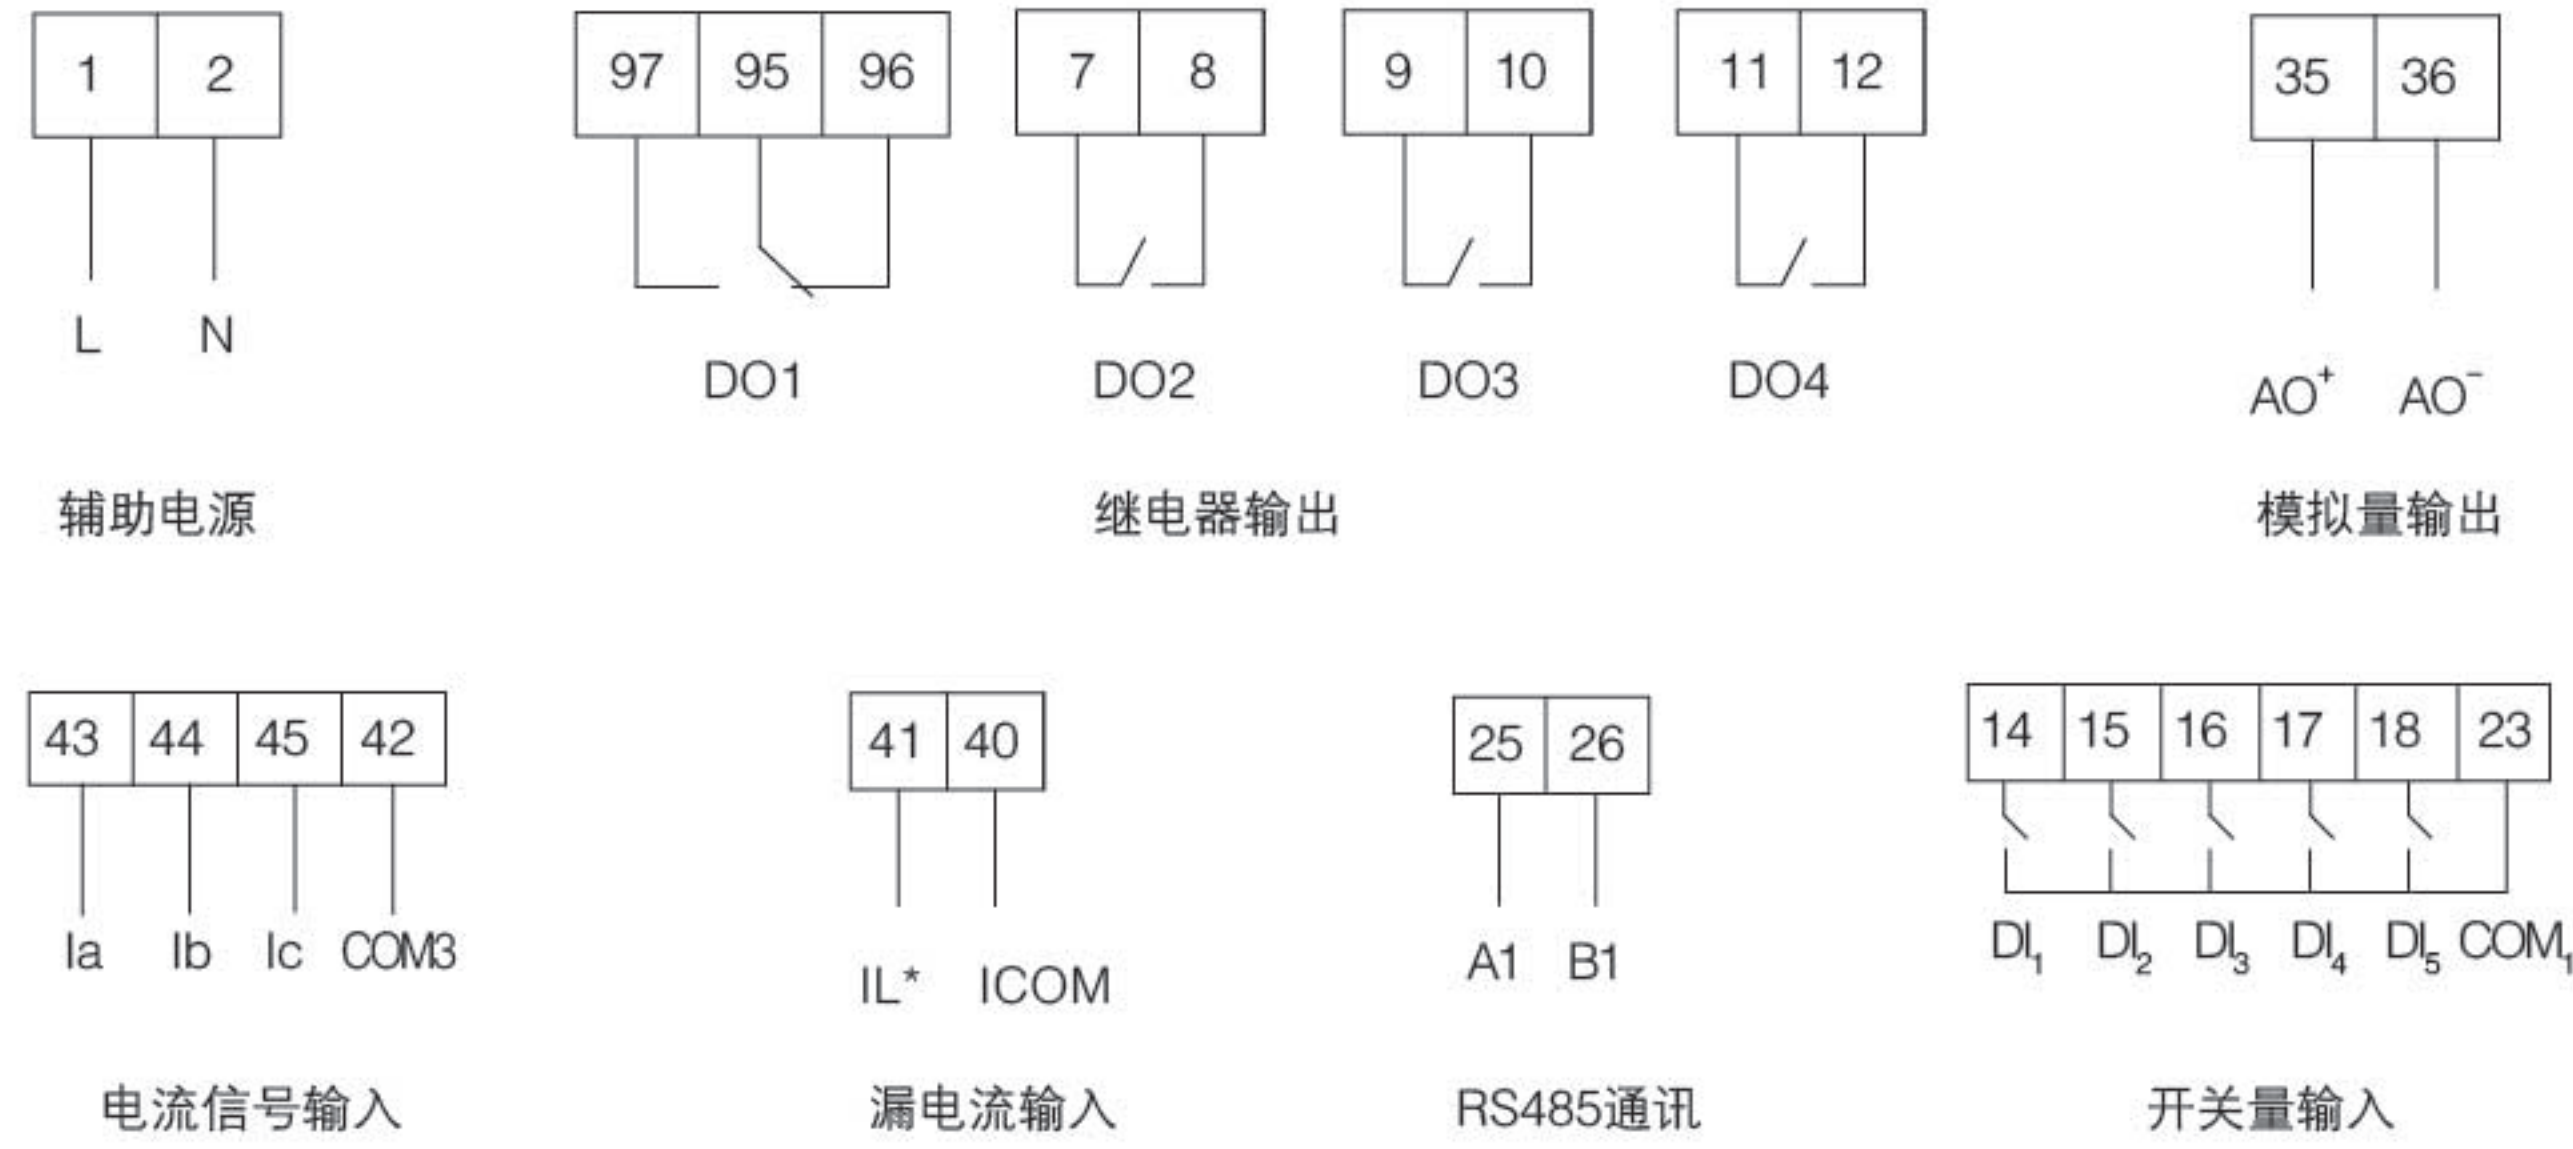 1 2
97 95 96
7 8
9 10
11 12
35 36
L N
DO1
DO2
DO3
DO4
AO⁺ AO⁻
辅助电源
继电器输出
模拟量输出
43 44 45 42
41 40
25 26
14 15 16 17 18 23
Ia Ib Ic COM3
IL* ICOM
A1 B1
DI₁ DI₂ DI₃ DI₄ DI₅ COM₁
电流信号输入
漏电流输入
RS485通讯
开关量输入